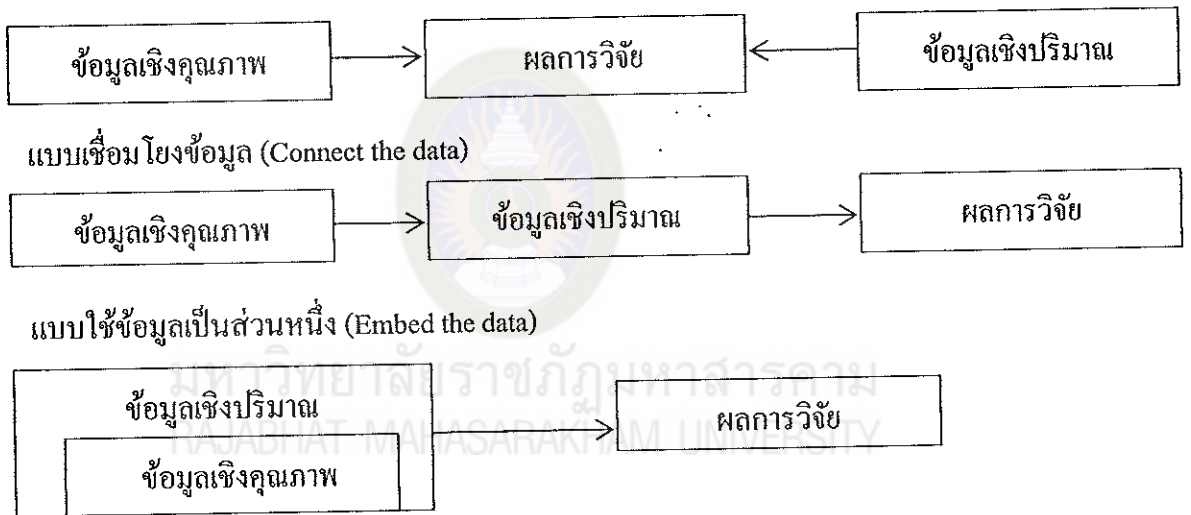 ข้อมูลเชิงคุณภาพ ผลการวิจัย ข้อมูลเชิงปริมาณ
แบบเชื่อมโยงข้อมูล (Connect the data)
ข้อมูลเชิงคุณภาพ ข้อมูลเชิงปริมาณ ผลการวิจัย
แบบใช้ข้อมูลเป็นส่วนหนึ่ง (Embed the data)
มหาวิทยาลัยราชภัฏมหาสารคาม
ข้อมูลเชิงปริมาณ ผลการวิจัย
RAJABHAT MAHASARAKHAM UNIVERSITY
ข้อมูลเชิงคุณภาพ